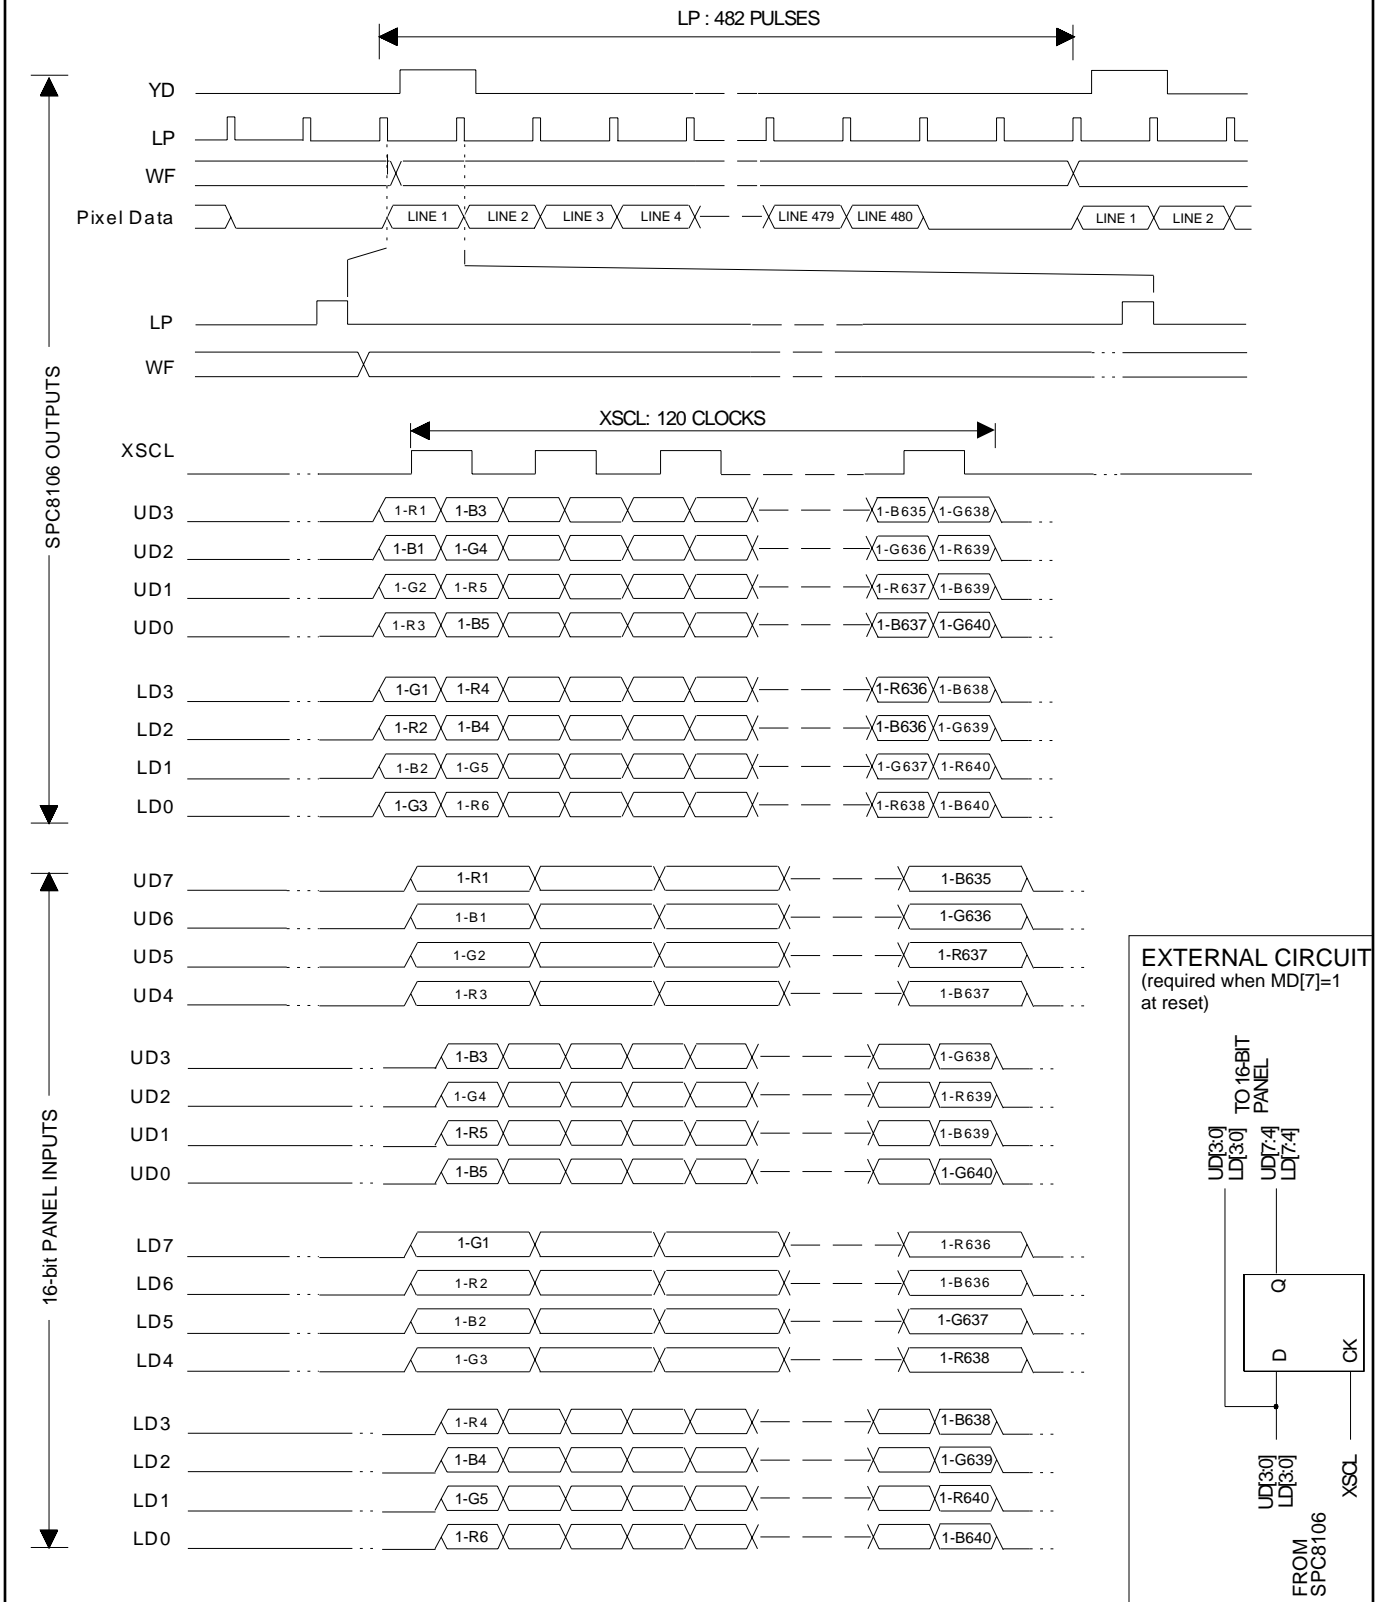 LP : 482 PULSES
YD
LP
WF
Pixel Data LINE 1 LINE 2 LINE 3 LINE 4 LINE 479 LINE 480 LINE 1 LINE 2
LP
WF
XSCL: 120 CLOCKS
XSCL
UD3 1-R1 1-B3 1-B635 1-G638
UD2 1-B1 1-G4 1-G636 1-R639
UD1 1-G2 1-R5 1-R637 1-B639
UD0 1-R3 1-B5 1-B637 1-G640
LD3 1-G1 1-R4 1-R636 1-B638
LD2 1-R2 1-B4 1-B636 1-G639
LD1 1-B2 1-G5 1-G637 1-R640
LD0 1-G3 1-R6 1-R638 1-B640
SPC8106 OUTPUTS
UD7 1-R1 1-B635
UD6 1-B1 1-G636
UD5 1-G2 1-R637
UD4 1-R3 1-B637
UD3 1-B3 1-G638
UD2 1-G4 1-R639
UD1 1-R5 1-B639
UD0 1-B5 1-G640
LD7 1-G1 1-R636
LD6 1-R2 1-B636
LD5 1-B2 1-G637
LD4 1-G3 1-R638
LD3 1-R4 1-B638
LD2 1-B4 1-G639
LD1 1-G5 1-R640
LD0 1-R6 1-B640
16-bit PANEL INPUTS
EXTERNAL CIRCUIT
(required when MD[7]=1
at reset)
TO 16-BIT
PANEL
UD[3:0]
LD[3:0]
UD[7:4]
LD[7:4]
Q
D
CK
UD[3:0]
LD[3:0]
XSCL
FROM
SPC8106